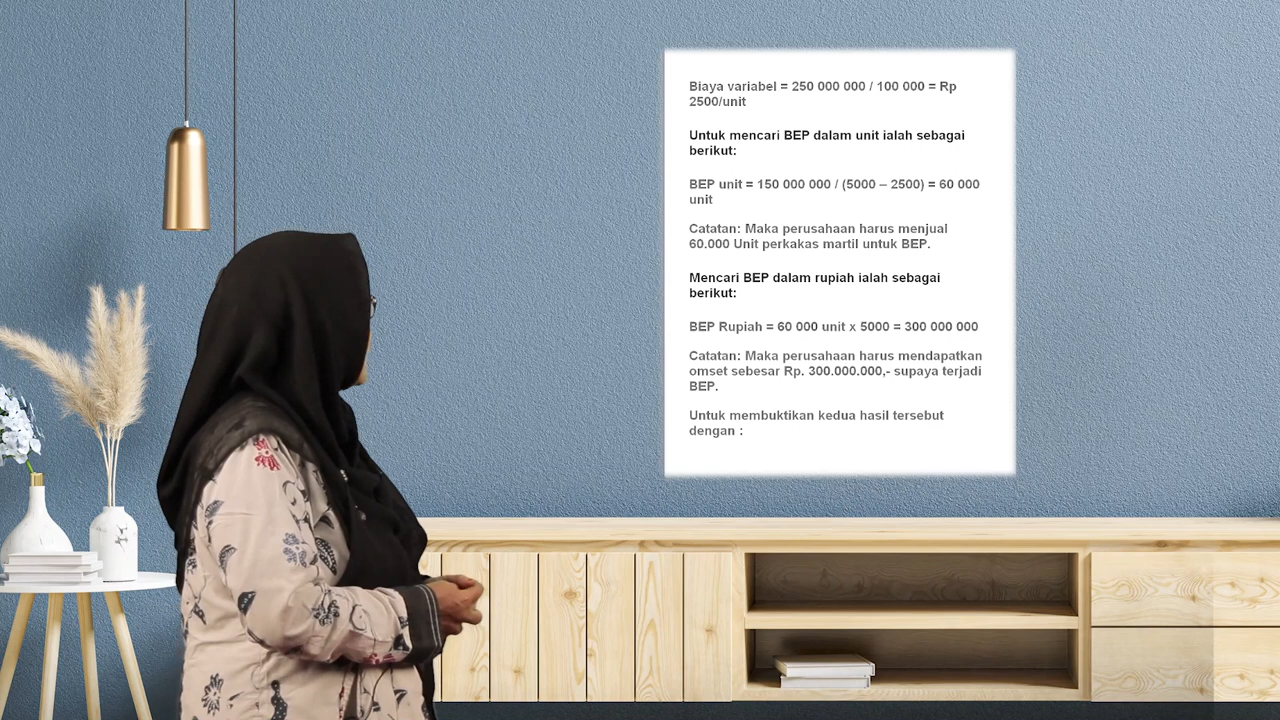 Biaya variabel = 250 000 000 / 100 000 = Rp
2500/unit
Untuk mencari BEP dalam unit ialah sebagai
berikut:
BEP unit = 150 000 000 / (5000 – 2500) = 60 000
unit
Catatan: Maka perusahaan harus menjual
60.000 Unit perkakas martil untuk BEP.
Mencari BEP dalam rupiah ialah sebagai
berikut:
BEP Rupiah = 60 000 unit x 5000 = 300 000 000
Catatan: Maka perusahaan harus mendapatkan
omset sebesar Rp. 300.000.000,- supaya terjadi
BEP.
Untuk membuktikan kedua hasil tersebut
dengan :